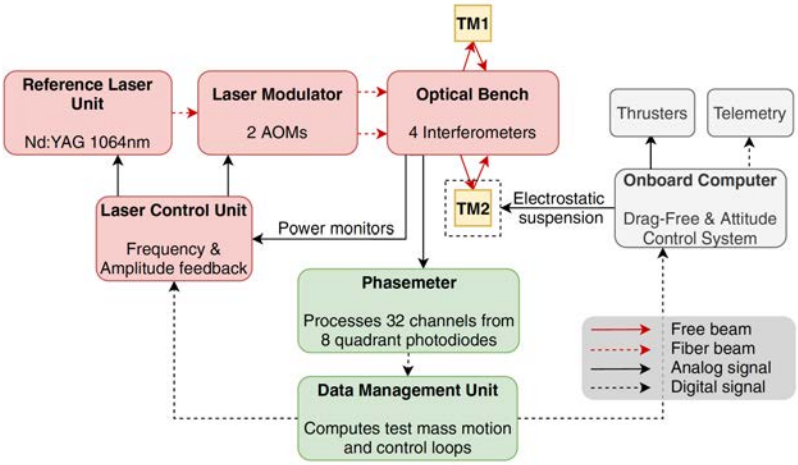 TM1
Reference Laser
Unit
Nd:YAG 1064nm
Laser Modulator
2 AOMs
Optical Bench
4 Interferometers
Thrusters
Telemetry
TM2
Electrostatic
suspension
Onboard Computer
Drag-Free & Attitude
Control System
Laser Control Unit
Frequency &
Amplitude feedback
Power monitors
Phasemeter
Processes 32 channels from
8 quadrant photodiodes
Free beam
Fiber beam
Analog signal
Digital signal
Data Management Unit
Computes test mass motion
and control loops